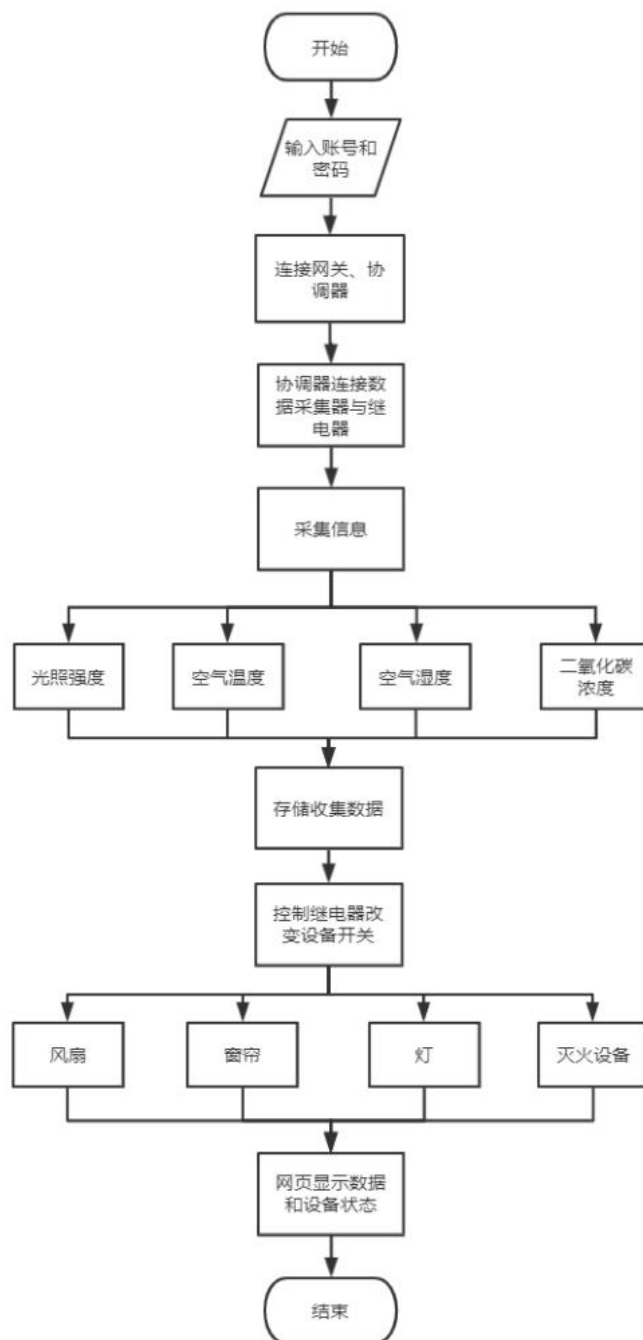 开始
输入账号和
密码
连接网关、协
调器
协调器连接数
据采集器与继
电器
采集信息
光照强度
空气温度
空气湿度
二氧化碳
浓度
存储收集数据
控制继电器改
变设备开关
风扇
窗帘
灯
灭火设备
网页显示数据
和设备状态
结束